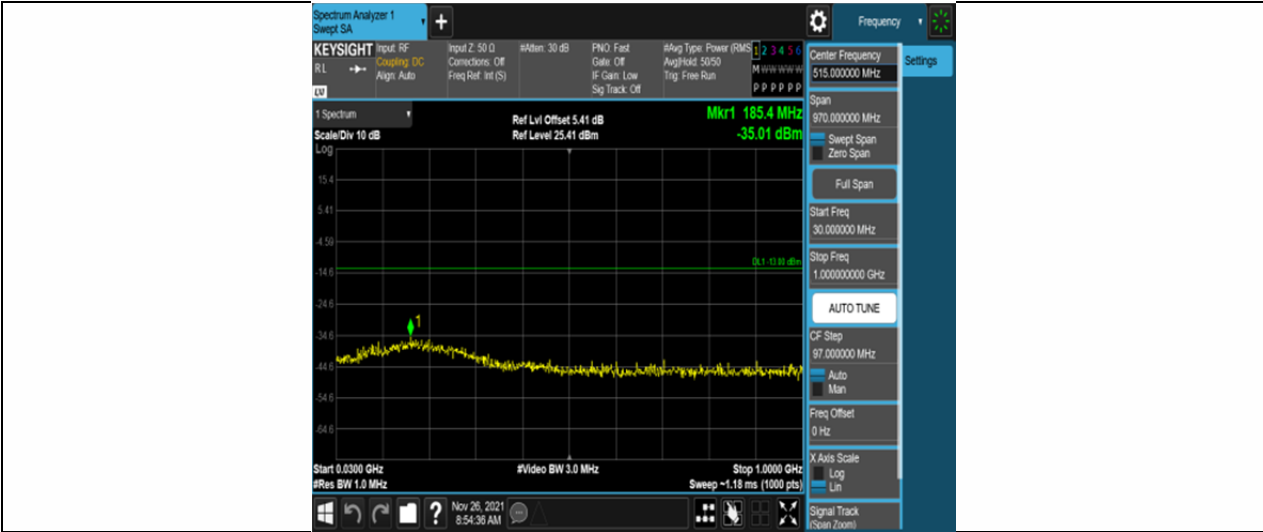 Spectrum Analyzer 1
Swept SA
+
Frequency
KEYSIGHT
RL
LV
Input: RF
Coupling: DC
Align: Auto
Input Z: 50 Ω
Corrections: Off
Freq Ref: Int (S)
#Atten: 30 dB
PNO: Fast
Gate: Off
IF Gain: Low
Sig Track: Off
#Avg Type: Power (RMS
Avg|Hold: 50/50
Trig: Free Run
1 2 3 4 5 6
M W W W W W
P P P P P P
1 Spectrum
Scale/Div 10 dB
Ref Lvl Offset 5.41 dB
Ref Level 25.41 dBm
Mkr1 185.4 MHz
-35.01 dBm
Log
15.4
5.41
-4.59
-14.6
-24.6
-34.6
-44.6
-54.6
-64.6
DL1 -13.00 dBm
1
Start 0.0300 GHz
#Res BW 1.0 MHz
#Video BW 3.0 MHz
Stop 1.0000 GHz
Sweep ~1.18 ms (1000 pts)
Center Frequency
515.000000 MHz
Settings
Span
970.000000 MHz
Swept Span
Zero Span
Full Span
Start Freq
30.000000 MHz
Stop Freq
1.000000000 GHz
AUTO TUNE
CF Step
97.000000 MHz
Auto
Man
Freq Offset
0 Hz
X Axis Scale
Log
Lin
Signal Track
(Span Zoom)
?
Nov 26, 2021
8:54:36 AM